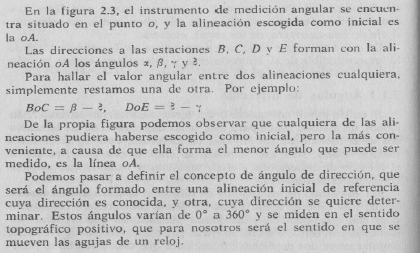 En la figura 2.3, el instrumento de medición angular se encuen-
tra situado en el punto o, y la alineación escogida como inicial es
la oA.
Las direcciones a las estaciones B, C, D y E forman con la ali-
neación oA los ángulos α, β, γ y ξ.
Para hallar el valor angular entre dos alineaciones cualquiera,
simplemente restamos una de otra. Por ejemplo:
BoC = β − ξ, DoE = ξ − γ
De la propia figura podemos observar que cualquiera de las ali-
neaciones pudiera haberse escogido como inicial, pero la más con-
veniente, a causa de que ella forma el menor ángulo que puede ser
medido, es la línea oA.
Podemos pasar a definir el concepto de ángulo de dirección, que
será el ángulo formado entre una alineación inicial de referencia
cuya dirección es conocida, y otra, cuya dirección se quiere deter-
minar. Estos ángulos varían de 0° a 360° y se miden en el sentido
topográfico positivo, que para nosotros será el sentido en que se
mueven las agujas de un reloj.